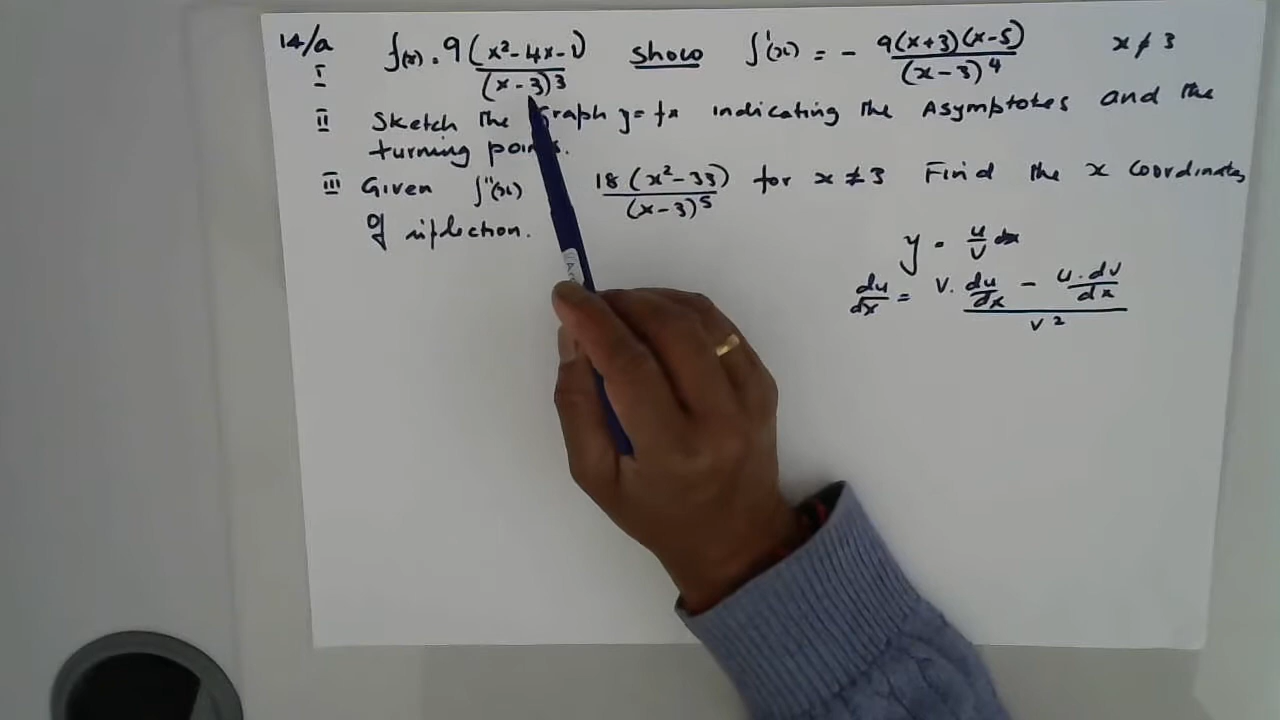 14/a f(x) = 9(x²-4x-1)/(x-3)³ show f'(x) = - 9(x+3)(x-5)/(x-3)⁴ x≠3
I
II Sketch the Graph y=fx indicating the Asymptotes and the
turning points.
III Given f''(x) 18(x²-33)/(x-3)⁵ for x≠3 Find the x coordinates
of inflection.
y = u/v
du/dx = v.du/dx - u.dv/dx
v²